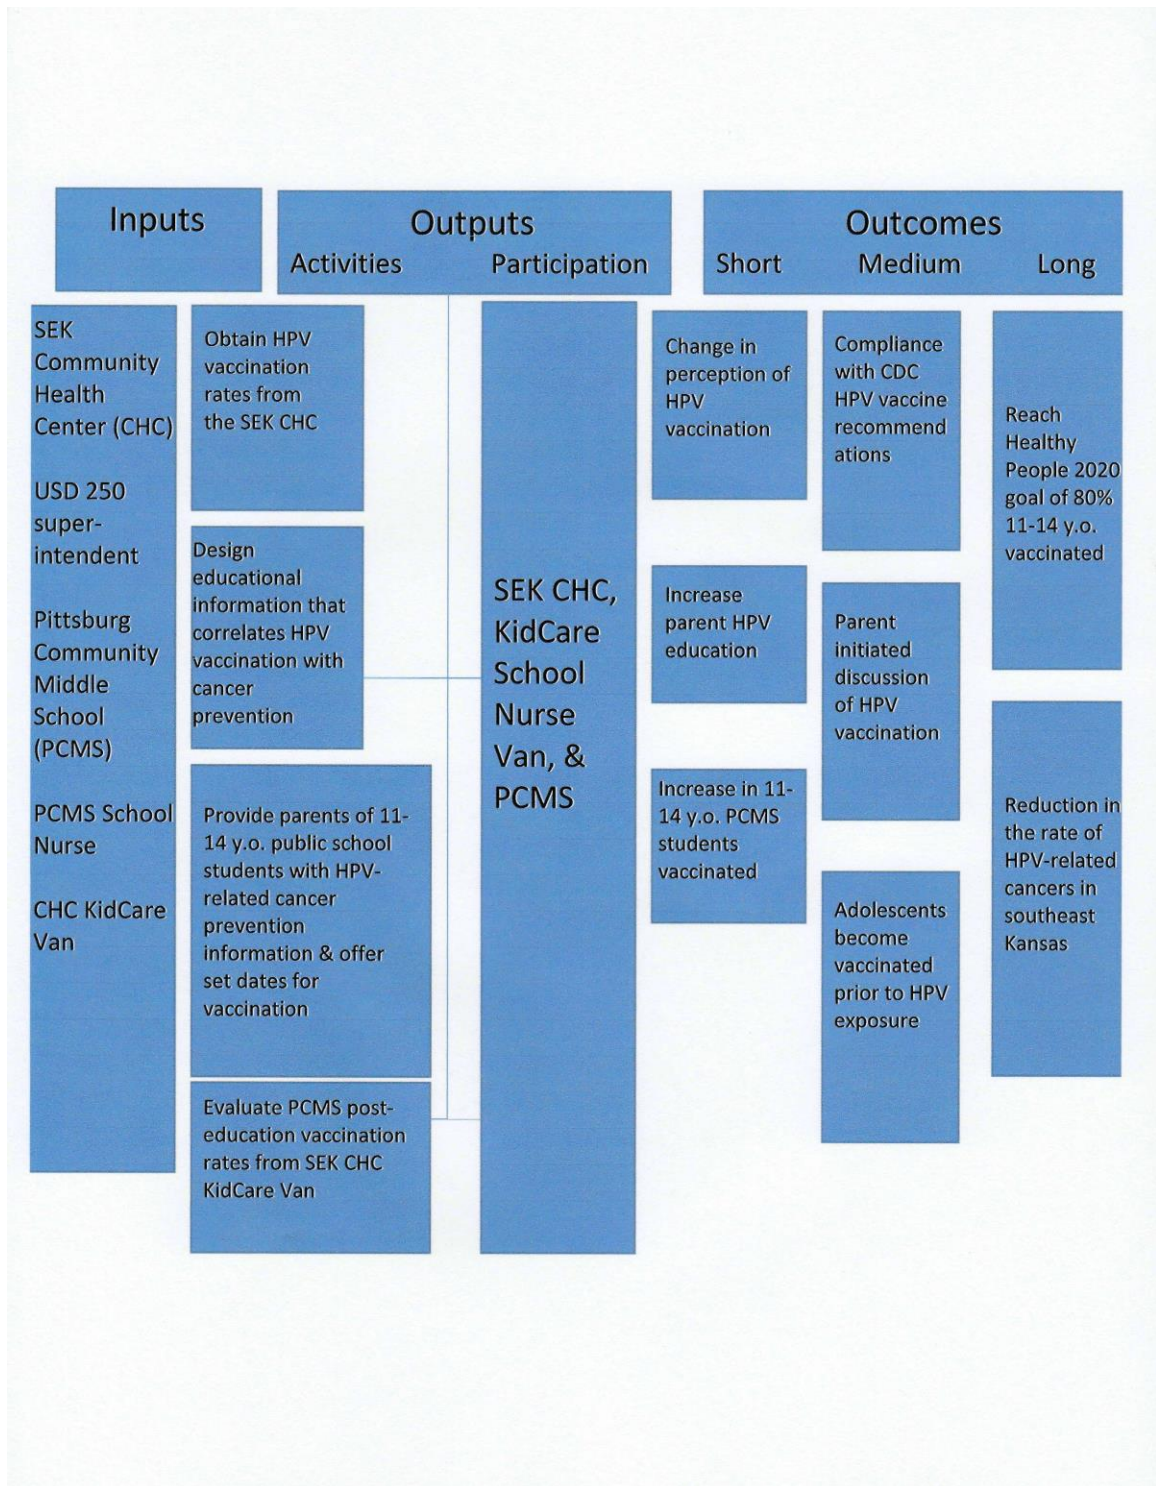 Inputs
Outputs
Activities
Participation
Outcomes
Short
Medium
Long
SEK
Community
Health
Center (CHC)
USD 250
super-
intendent
Pittsburg
Community
Middle
School
(PCMS)
PCMS School
Nurse
CHC KidCare
Van
Obtain HPV
vaccination
rates from
the SEK CHC
Design
educational
information that
correlates HPV
vaccination with
cancer
prevention
Provide parents of 11-
14 y.o. public school
students with HPV-
related cancer
prevention
information & offer
set dates for
vaccination
Evaluate PCMS post-
education vaccination
rates from SEK CHC
KidCare Van
SEK CHC,
KidCare
School
Nurse
Van, &
PCMS
Change in
perception of
HPV
vaccination
Increase
parent HPV
education
Increase in 11-
14 y.o. PCMS
students
vaccinated
Compliance
with CDC
HPV vaccine
recommend
ations
Parent
initiated
discussion
of HPV
vaccination
Adolescents
become
vaccinated
prior to HPV
exposure
Reach
Healthy
People 2020
goal of 80%
11-14 y.o.
vaccinated
Reduction in
the rate of
HPV-related
cancers in
southeast
Kansas